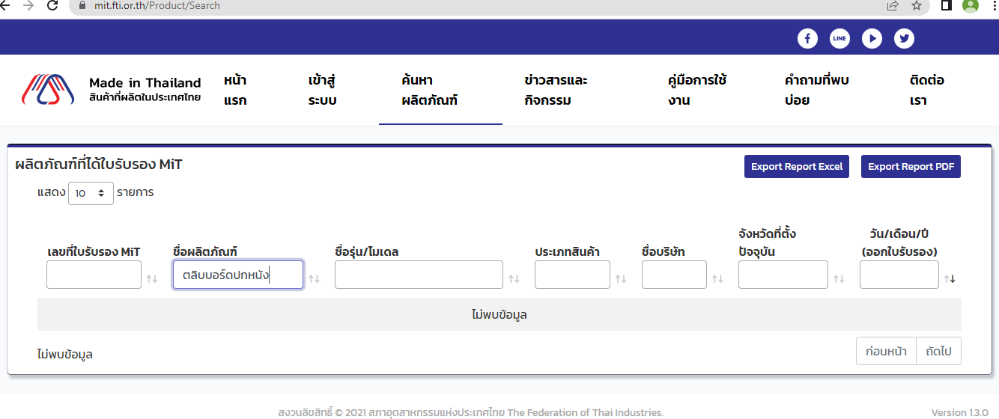 mit.fti.or.th/Product/Search
LINE
Made in Thailand
สินค้าที่ผลิตในประเทศไทย
หน้า
แรก
เข้าสู่
ระบบ
ค้นหา
ผลิตภัณฑ์
ข่าวสารและ
กิจกรรม
คู่มือการใช้
งาน
คำถามที่พบ
บ่อย
ติดต่อ
เรา
ผลิตภัณฑ์ที่ได้ใบรับรอง MiT
Export Report Excel
Export Report PDF
แสดง 10 รายการ
เลขที่ใบรับรอง MiT
ชื่อผลิตภัณฑ์
ชื่อรุ่น/โมเดล
ประเภทสินค้า
ชื่อบริษัท
จังหวัดที่ตั้ง
ปัจจุบัน
วัน/เดือน/ปี
(ออกใบรับรอง)
ตลิบบอร์ดปกหนัง
ไม่พบข้อมูล
ไม่พบข้อมูล
ก่อนหน้า
ถัดไป
สงวนลิขสิทธิ์ © 2021 สภาอุตสาหกรรมแห่งประเทศไทย The Federation of Thai Industries.
Version 1.3.0